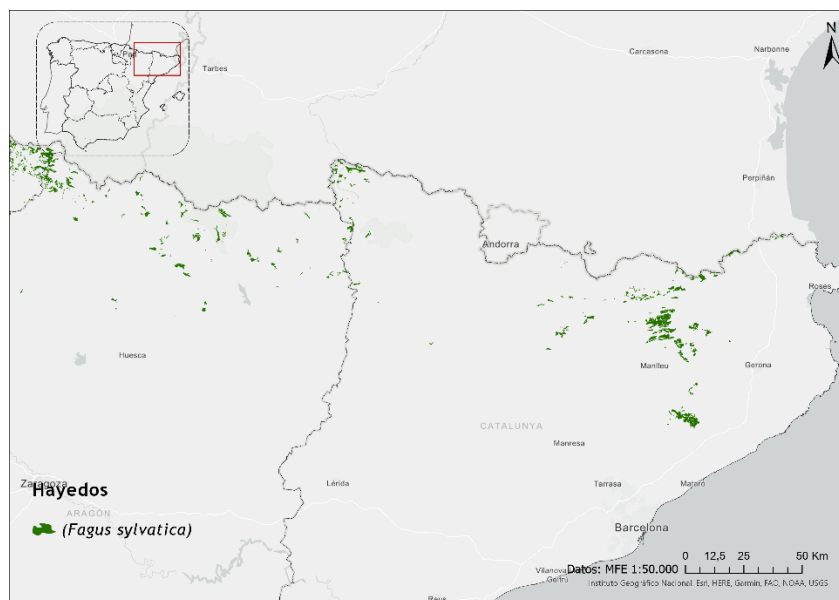 N
París
Tarbes
Carcasona
Narbonne
Perpiñán
Andorra
Roses
Huesca
Manlleu
Gerona
CATALUNYA
Manresa
Zaragoza
Lérida
Hayedos
Tarrasa
Mataró
ARAGÓN
(Fagus sylvatica)
Barcelona
Datos: MFE 1:50.000
0 12,5 25 50 Km
Vilanova
Geltrú
Instituto Geográfico Nacional, Esri, HERE, Garmin, FAO, NOAA, USGS
Reus